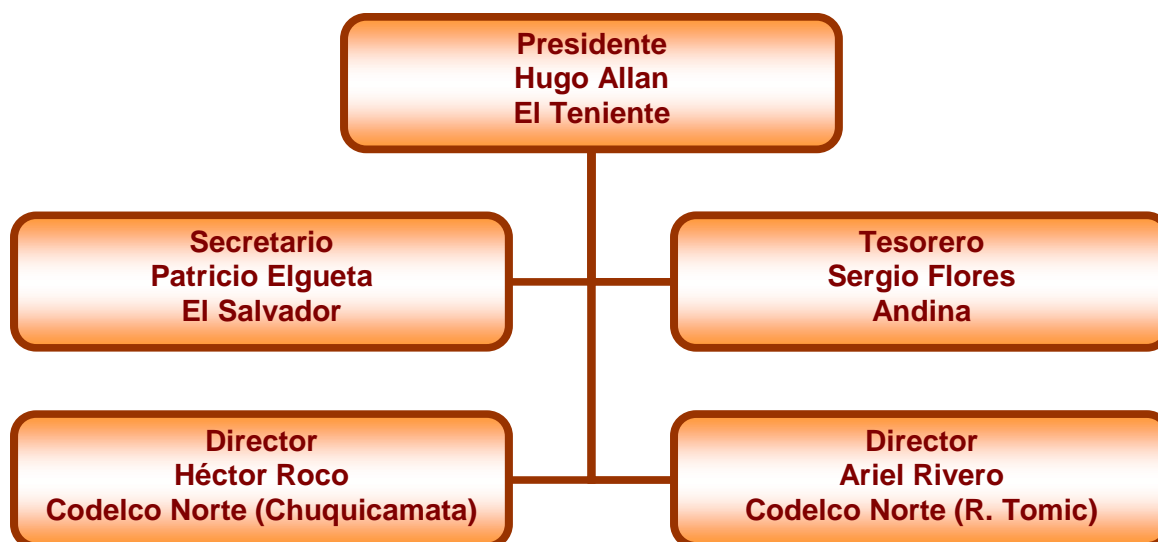 Presidente
Hugo Allan
El Teniente
Secretario
Patricio Elgueta
El Salvador
Tesorero
Sergio Flores
Andina
Director
Héctor Roco
Codelco Norte (Chuquicamata)
Director
Ariel Rivero
Codelco Norte (R. Tomic)